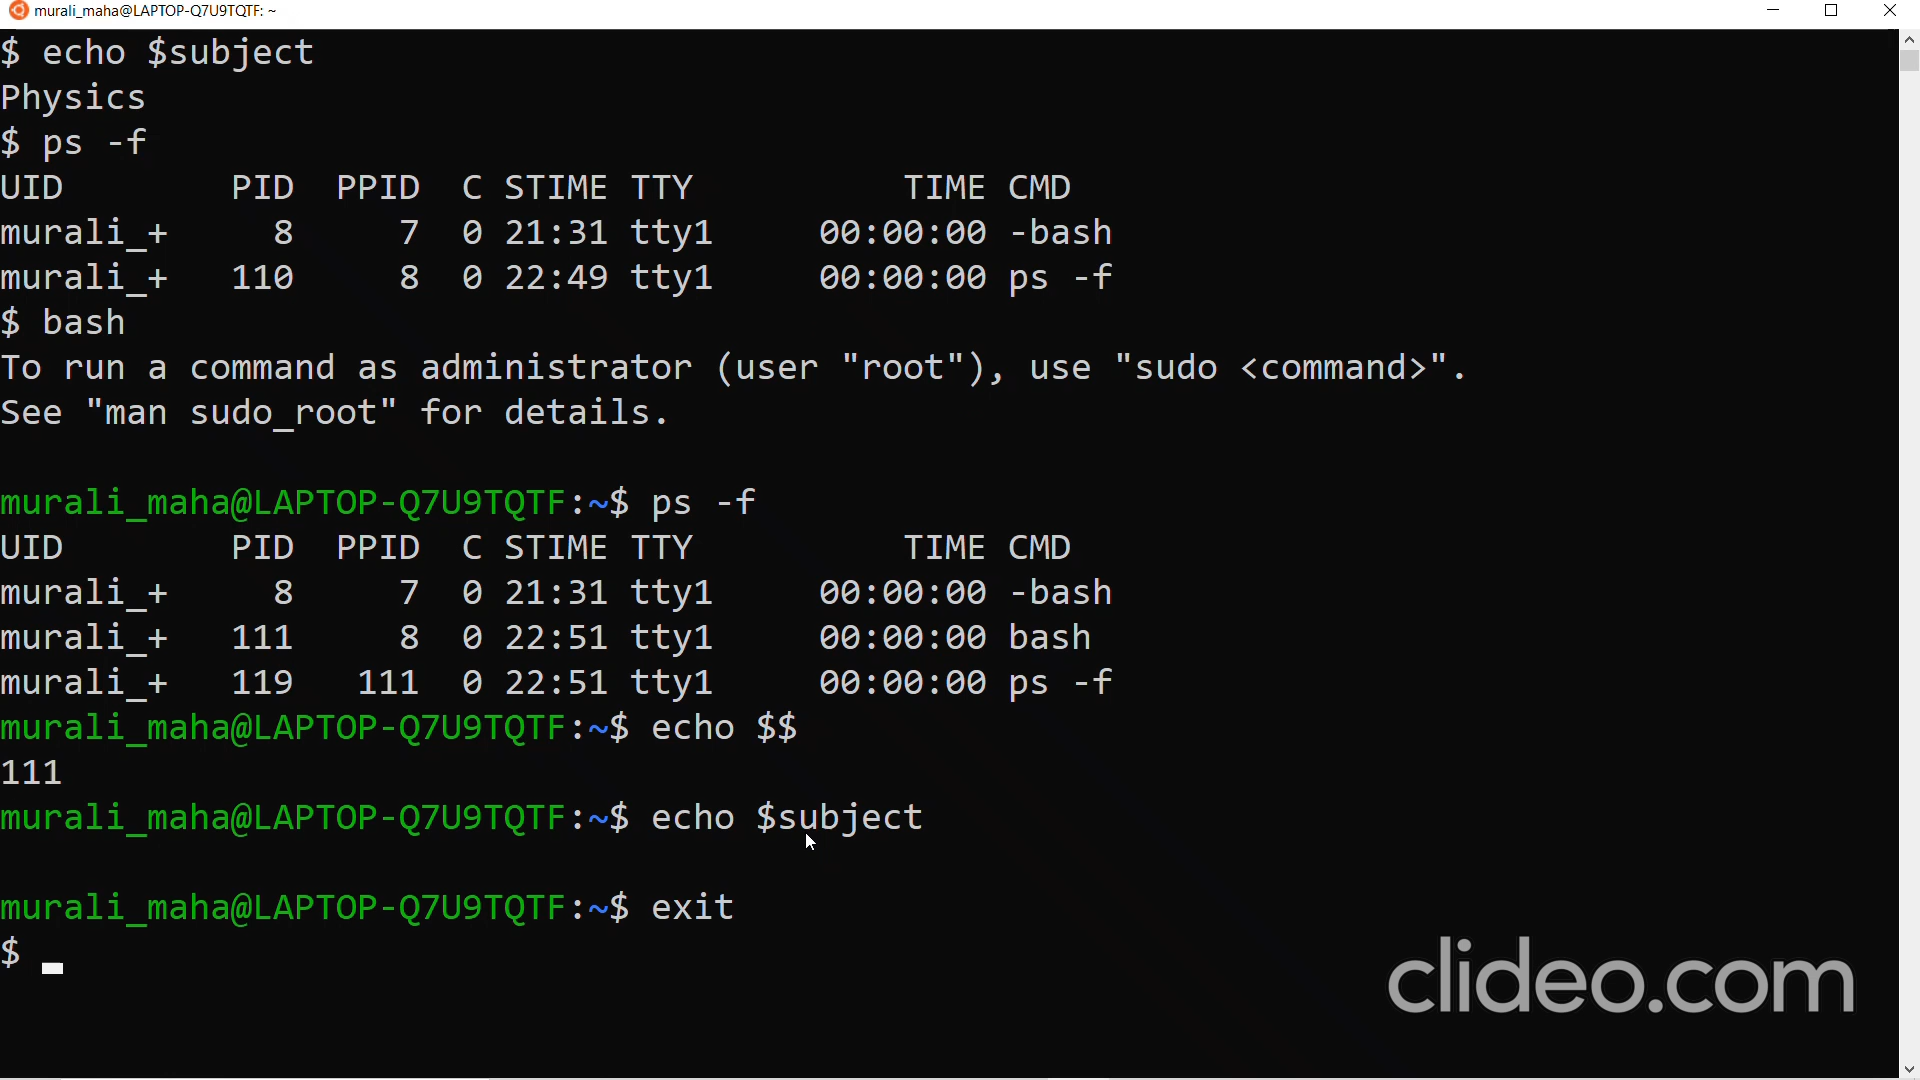 murali_maha@LAPTOP-Q7U9TQTF: ~
$ echo $subject
Physics
$ ps -f
UID        PID  PPID  C STIME TTY          TIME CMD
murali_+     8     7  0 21:31 tty1     00:00:00 -bash
murali_+   110     8  0 22:49 tty1     00:00:00 ps -f
$ bash
To run a command as administrator (user "root"), use "sudo <command>".
See "man sudo_root" for details.
murali_maha@LAPTOP-Q7U9TQTF:~$ ps -f
UID        PID  PPID  C STIME TTY          TIME CMD
murali_+     8     7  0 21:31 tty1     00:00:00 -bash
murali_+   111     8  0 22:51 tty1     00:00:00 bash
murali_+   119   111  0 22:51 tty1     00:00:00 ps -f
murali_maha@LAPTOP-Q7U9TQTF:~$ echo $$
111
murali_maha@LAPTOP-Q7U9TQTF:~$ echo $subject
murali_maha@LAPTOP-Q7U9TQTF:~$ exit
$
clideo.com